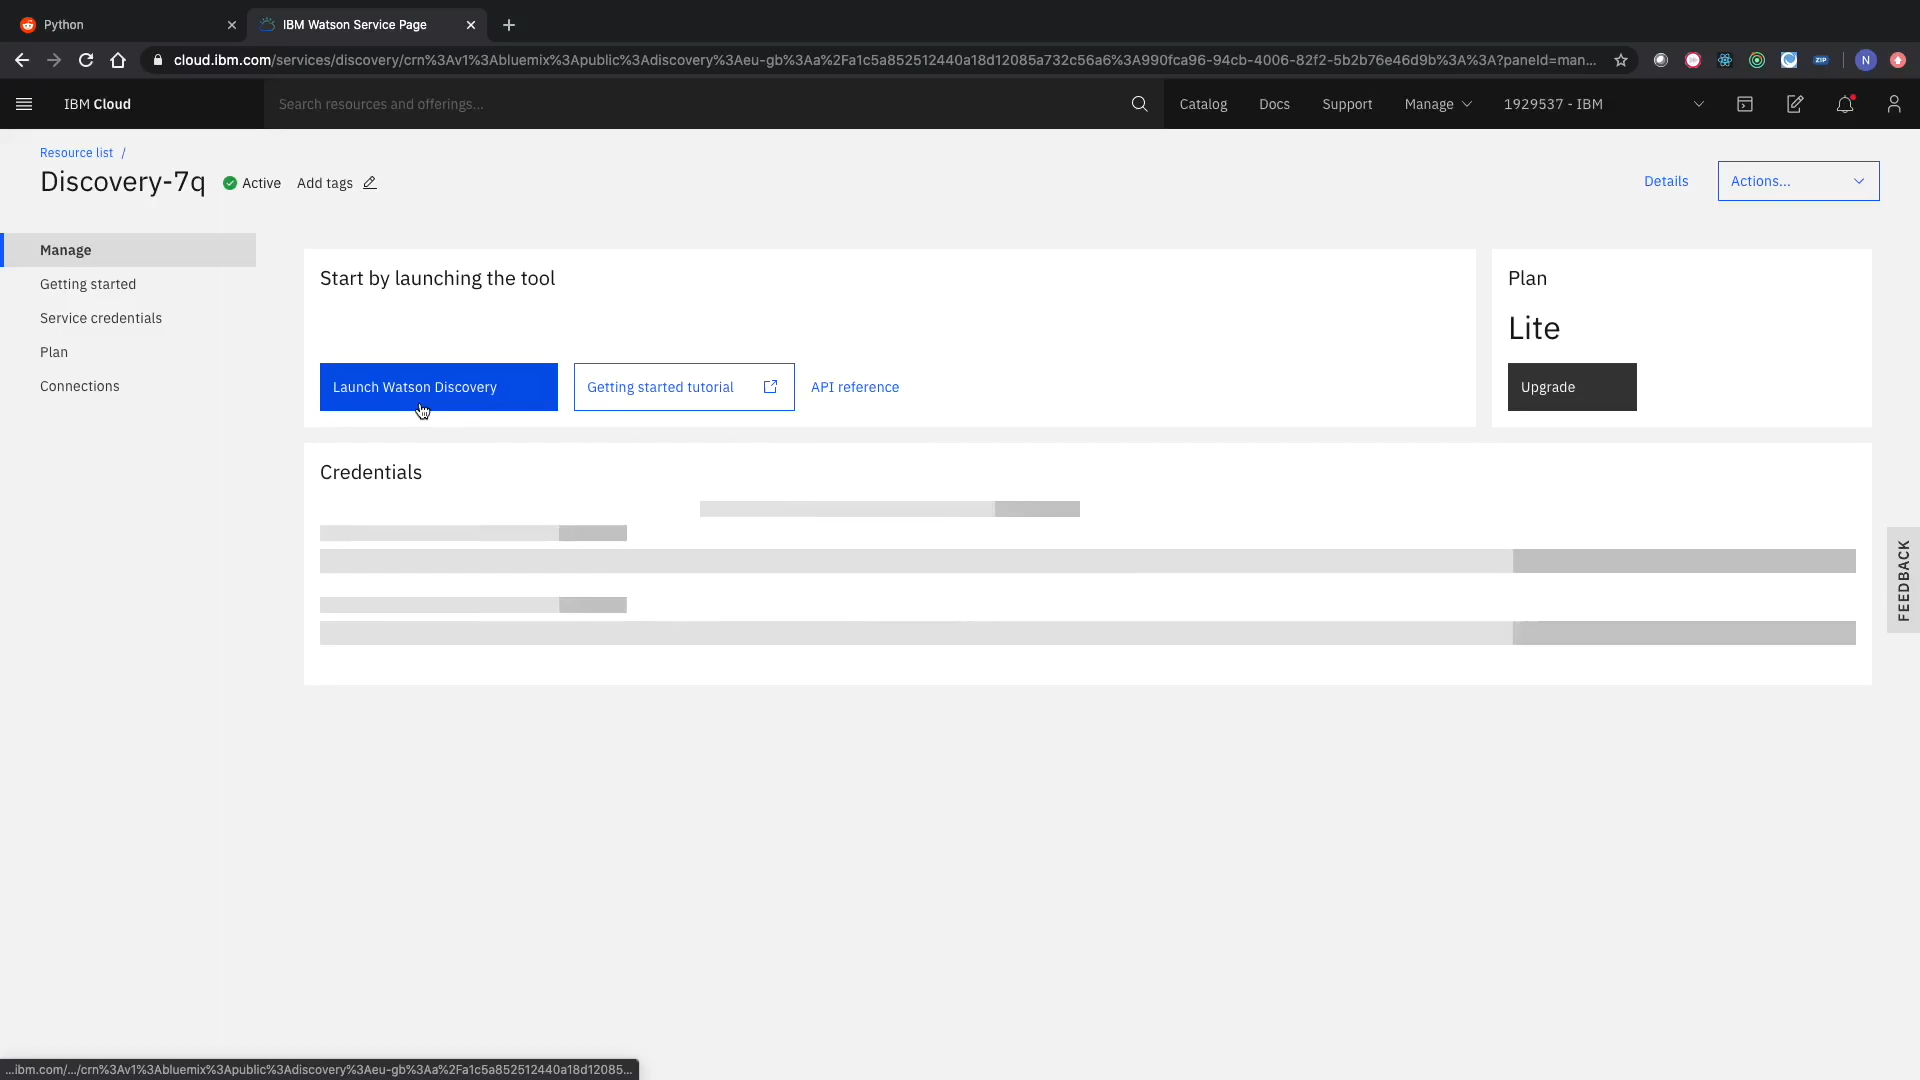 Python
IBM Watson Service Page
cloud.ibm.com/services/discovery/crn%3Av1%3Abluemix%3Apublic%3Adiscovery%3Aeu-gb%3Aa%2Fa1c5a852512440a18d12085a732c56a6%3A990fca96-94cb-4006-82f2-5b2b76e46d9b%3A%3A?paneId=man...
ZIP
N
IBM Cloud
Search resources and offerings...
Catalog
Docs
Support
Manage
1929537 - IBM
Resource list /
Discovery-7q
Active
Add tags
Details
Actions...
Manage
Getting started
Service credentials
Plan
Connections
Start by launching the tool
Launch Watson Discovery
Getting started tutorial
API reference
Plan
Lite
Upgrade
Credentials
FEEDBACK
...ibm.com/.../crn%3Av1%3Abluemix%3Apublic%3Adiscovery%3Aeu-gb%3Aa%2Fa1c5a852512440a18d12085...